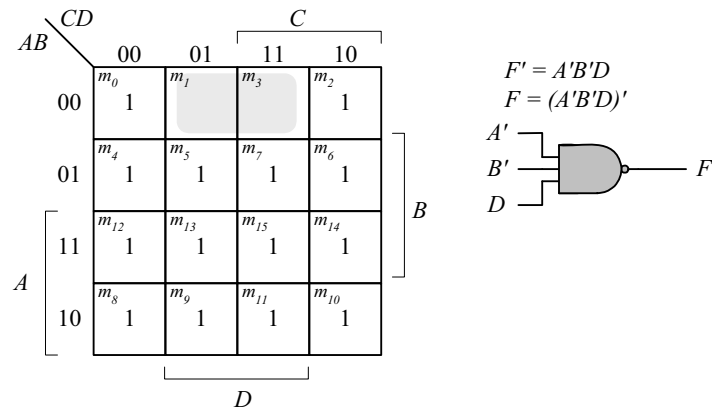 CD
C
AB
00 01 11 10
00 m0 1 m1 m3 m2 1
01 m4 1 m5 1 m7 1 m6 1
11 m12 1 m13 1 m15 1 m14 1
10 m8 1 m9 1 m11 1 m10 1
A
B
D
F' = A'B'D
F = (A'B'D)'
A'
B'
D
F